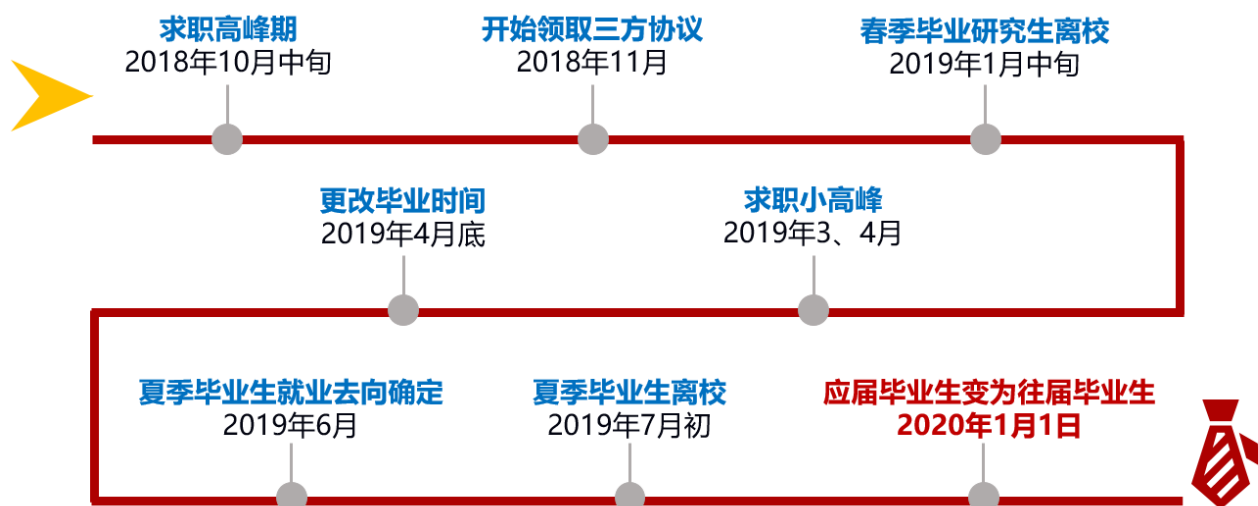 求职高峰期
2018年10月中旬
开始领取三方协议
2018年11月
春季毕业研究生离校
2019年1月中旬
更改毕业时间
2019年4月底
求职小高峰
2019年3、4月
夏季毕业生就业去向确定
2019年6月
夏季毕业生离校
2019年7月初
应届毕业生变为往届毕业生
2020年1月1日